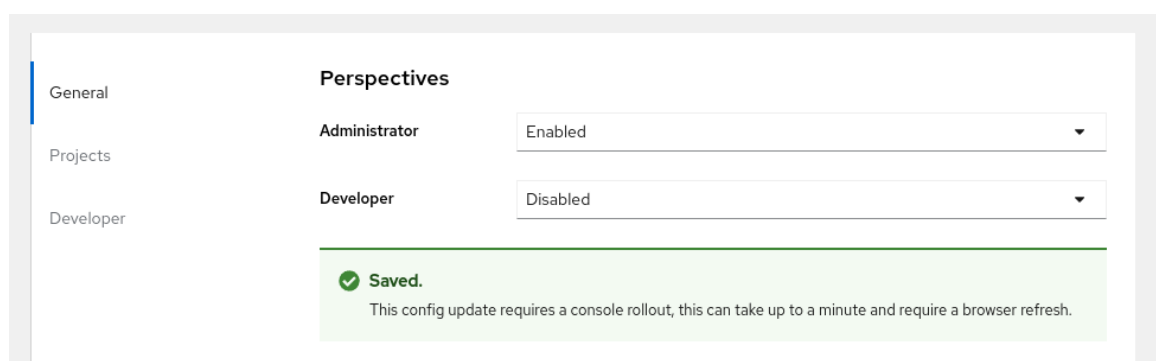 General
Projects
Developer
Perspectives
Administrator
Enabled
Developer
Disabled
Saved.
This config update requires a console rollout, this can take up to a minute and require a browser refresh.